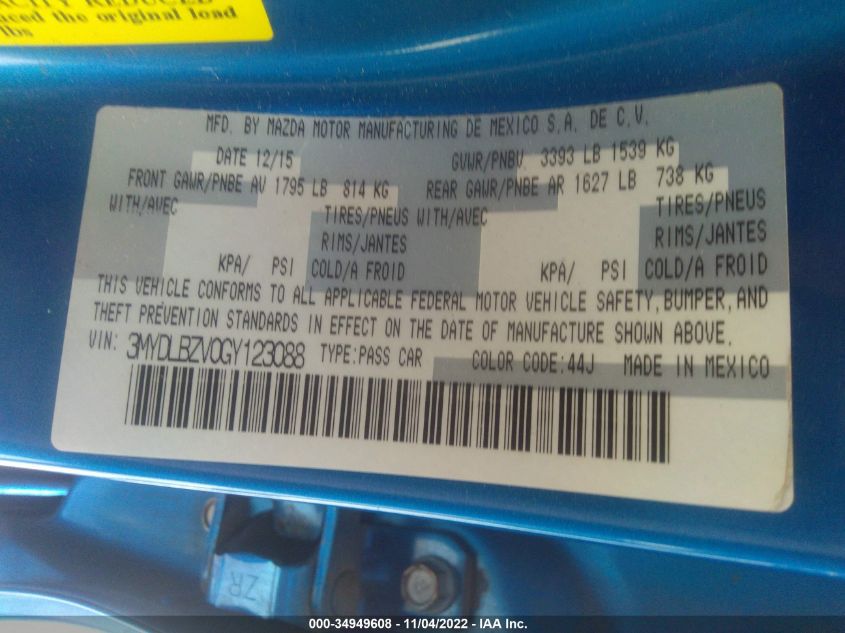 REDUCED
the original load
lbs
MFD. BY MAZDA MOTOR MANUFACTURING DE MEXICO S.A. DE C.V.
DATE 12/15 GVWR/PNBV 3393 LB 1539 KG
FRONT GAWR/PNBE AV 1795 LB 814 KG REAR GAWR/PNBE AR 1627 LB 738 KG
WITH/AVEC TIRES/PNEUS WITH/AVEC TIRES/PNEUS
RIMS/JANTES RIMS/JANTES
KPA/ PSI COLD/A FROID KPA/ PSI COLD/A FROID
THIS VEHICLE CONFORMS TO ALL APPLICABLE FEDERAL MOTOR VEHICLE SAFETY, BUMPER, AND
THEFT PREVENTION STANDARDS IN EFFECT ON THE DATE OF MANUFACTURE SHOWN ABOVE.
VIN: 3MYDLBZV0GY123088 TYPE:PASS CAR COLOR CODE:44J MADE IN MEXICO
ZR
000-34949608 - 11/04/2022 - IAA Inc.